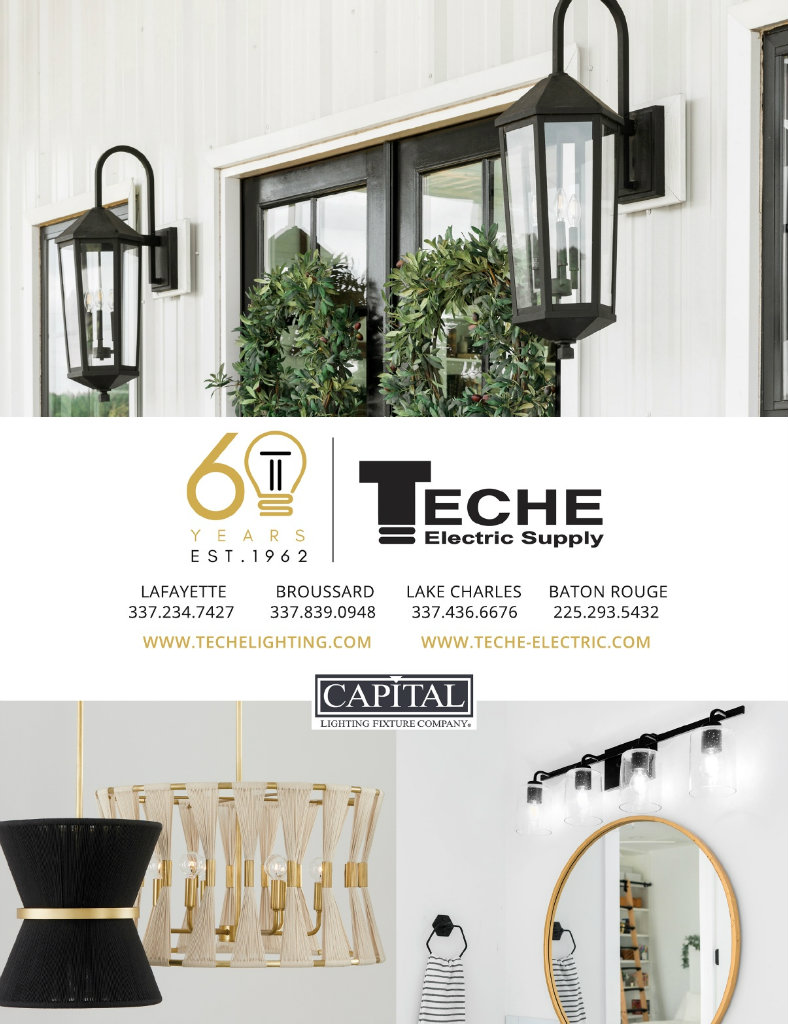 60
YEARS
EST.1962
TECHE
Electric Supply
LAFAYETTE
337.234.7427
BROUSSARD
337.839.0948
LAKE CHARLES
337.436.6676
BATON ROUGE
225.293.5432
WWW.TECHELIGHTING.COM
WWW.TECHE-ELECTRIC.COM
CAPITAL
LIGHTING FIXTURE COMPANY®